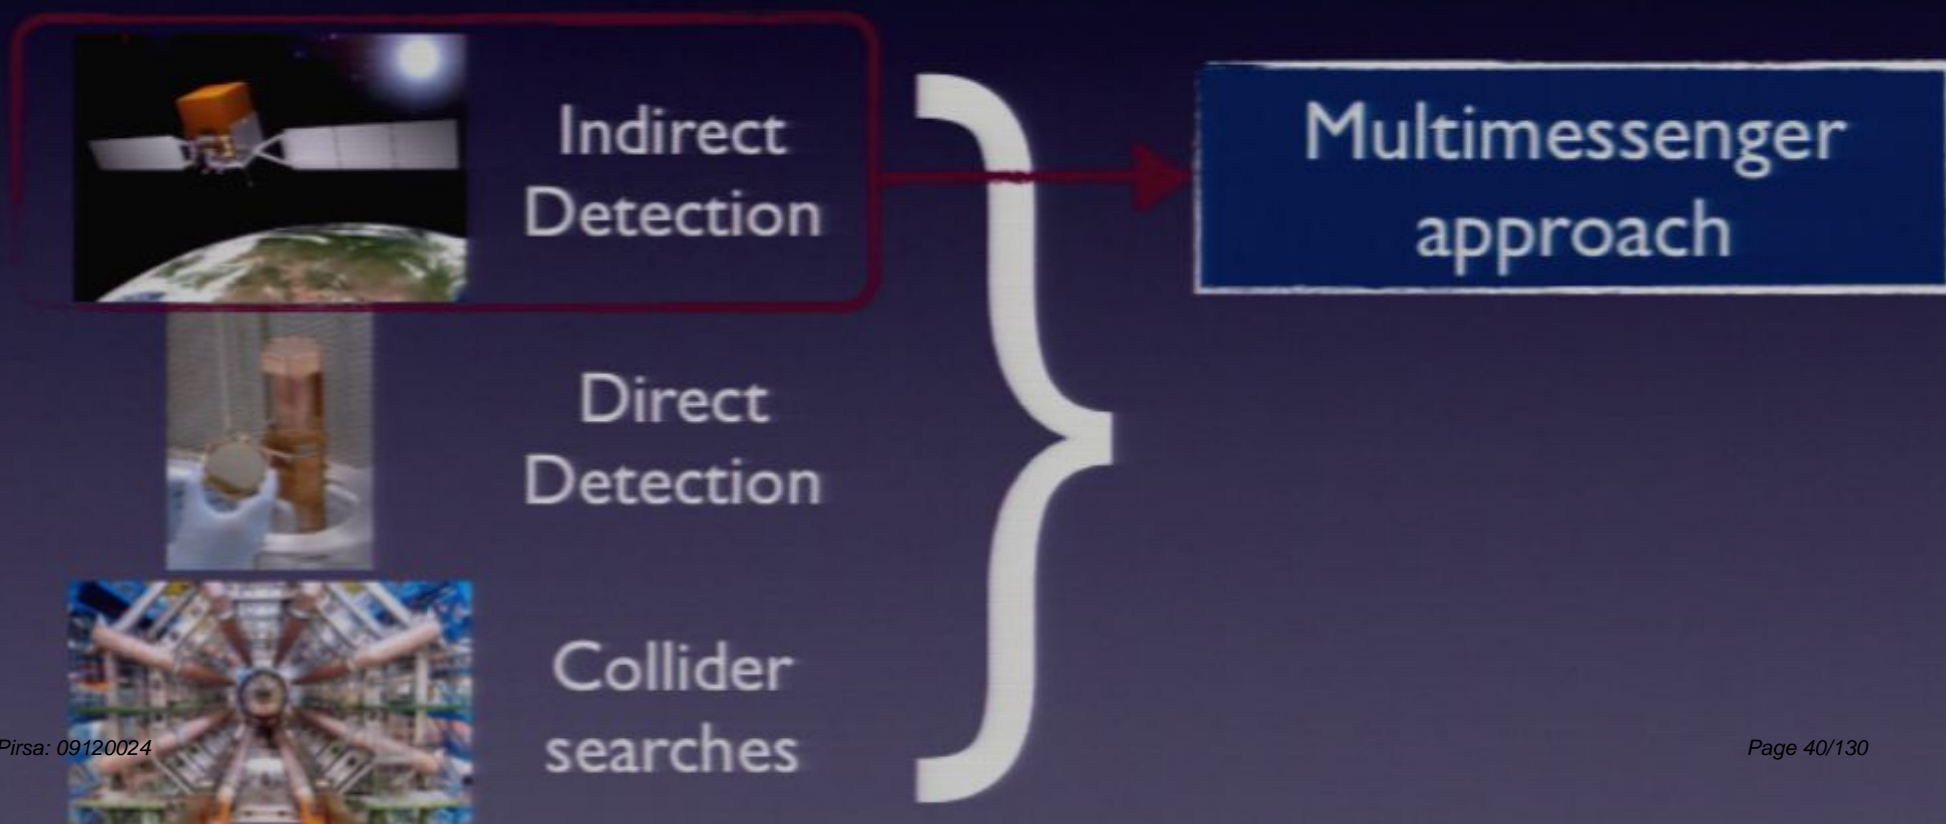 Indirect
Detection
Multimessenger
approach
Direct
Detection
Collider
searches
Pirsa: 09120024
Page 40/130